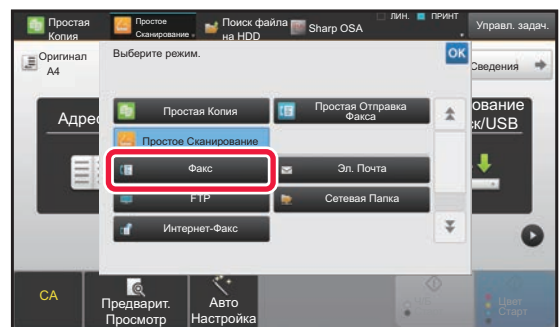 Простая
Копия
Простое
Сканирование
Поиск файла
на HDD
Sharp OSA
ЛИН.
ПРИНТ
Управл. задач.
Оригинал
A4
Выберите режим.
OK
Сведения
Адрес
ование
ск/USB
Простая Копия
Простая Отправка
Факса
Простое Сканирование
Факс
Эл. Почта
FTP
Сетевая Папка
Интернет-Факс
CA
Предварит.
Просмотр
Авто
Настройка
Ч/Б
Старт
Цвет
Старт